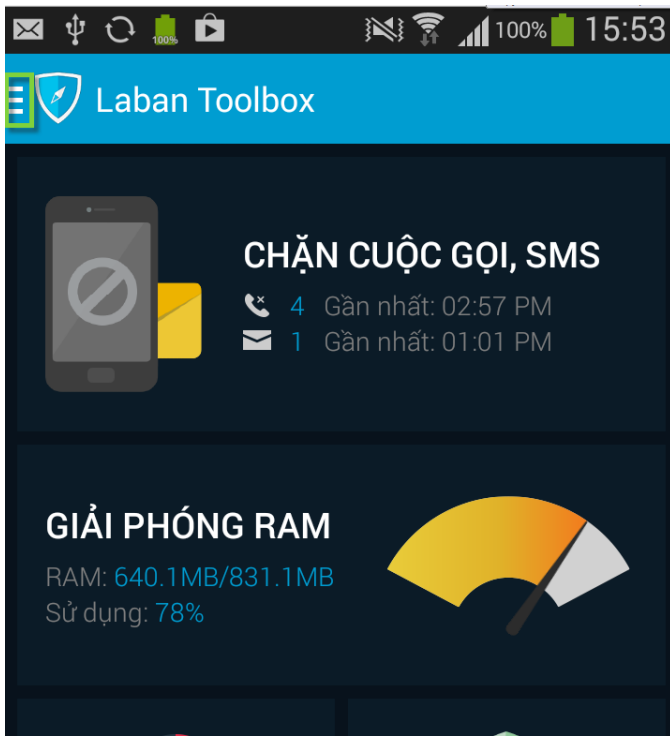 100%
100%
15:53
Laban Toolbox
CHẶN CUỘC GỌI, SMS
4 Gần nhất: 02:57 PM
1 Gần nhất: 01:01 PM
GIẢI PHÓNG RAM
RAM: 640.1MB/831.1MB
Sử dụng: 78%